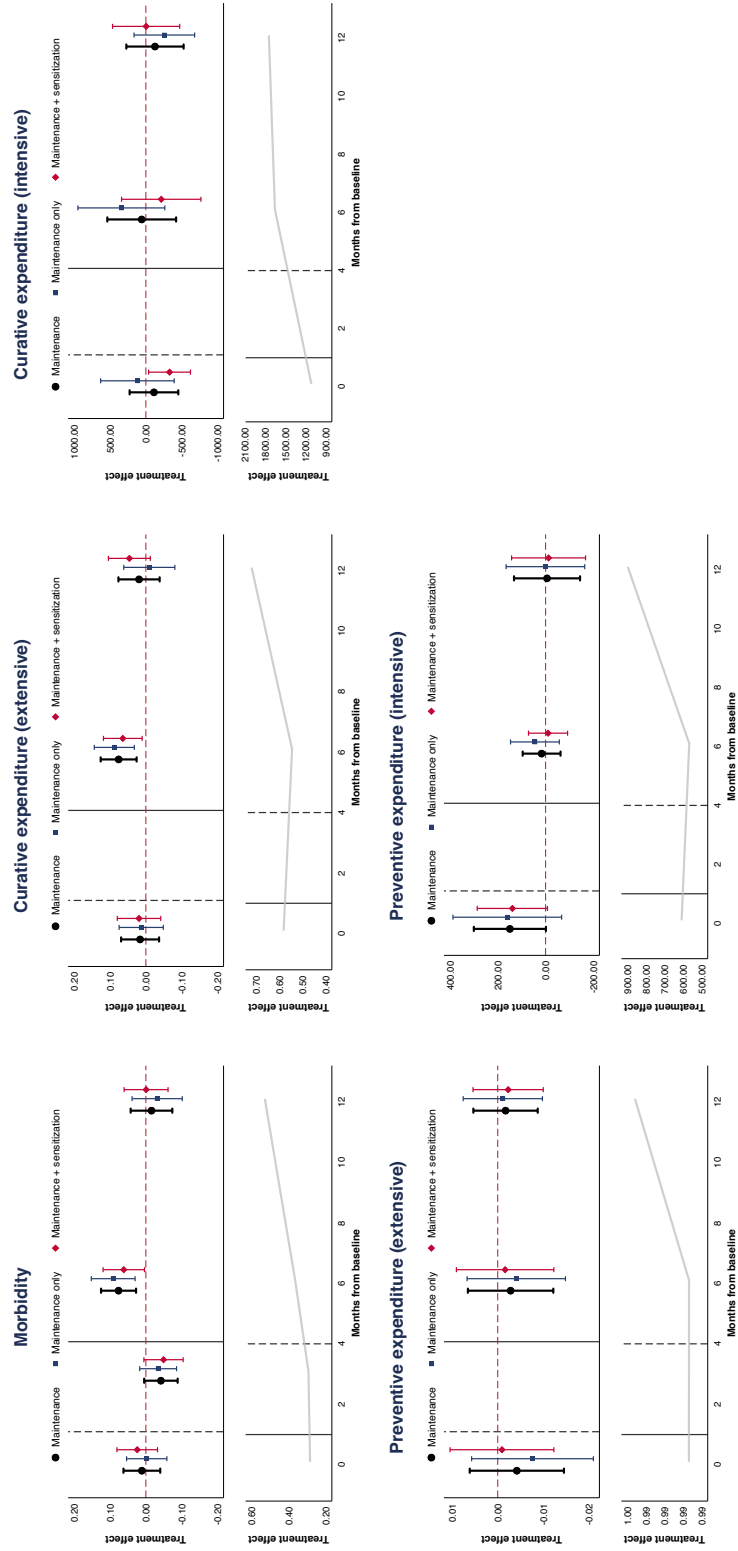 Morbidity
Maintenance
Maintenance only
Maintenance + sensitization
Treatment effect
0.20
0.10
0.00
-0.10
-0.20
Treatment effect
0.60
0.40
0.20
0
2
4
6
8
10
12
Months from baseline
Curative expenditure (extensive)
Maintenance
Maintenance only
Maintenance + sensitization
Treatment effect
0.20
0.10
0.00
-0.10
-0.20
Treatment effect
0.70
0.60
0.50
0.40
0
2
4
6
8
10
12
Months from baseline
Curative expenditure (intensive)
Maintenance
Maintenance only
Maintenance + sensitization
Treatment effect
1000.00
500.00
0.00
-500.00
-1000.00
Treatment effect
2100.00
1800.00
1500.00
1200.00
900.00
0
2
4
6
8
10
12
Months from baseline
Preventive expenditure (extensive)
Maintenance
Maintenance only
Maintenance + sensitization
Treatment effect
0.01
0.00
-0.01
-0.02
Treatment effect
1.00
0.99
0.99
0.99
0.99
0
2
4
6
8
10
12
Months from baseline
Preventive expenditure (intensive)
Maintenance
Maintenance only
Maintenance + sensitization
Treatment effect
400.00
200.00
0.00
-200.00
Treatment effect
900.00
800.00
700.00
600.00
500.00
0
2
4
6
8
10
12
Months from baseline